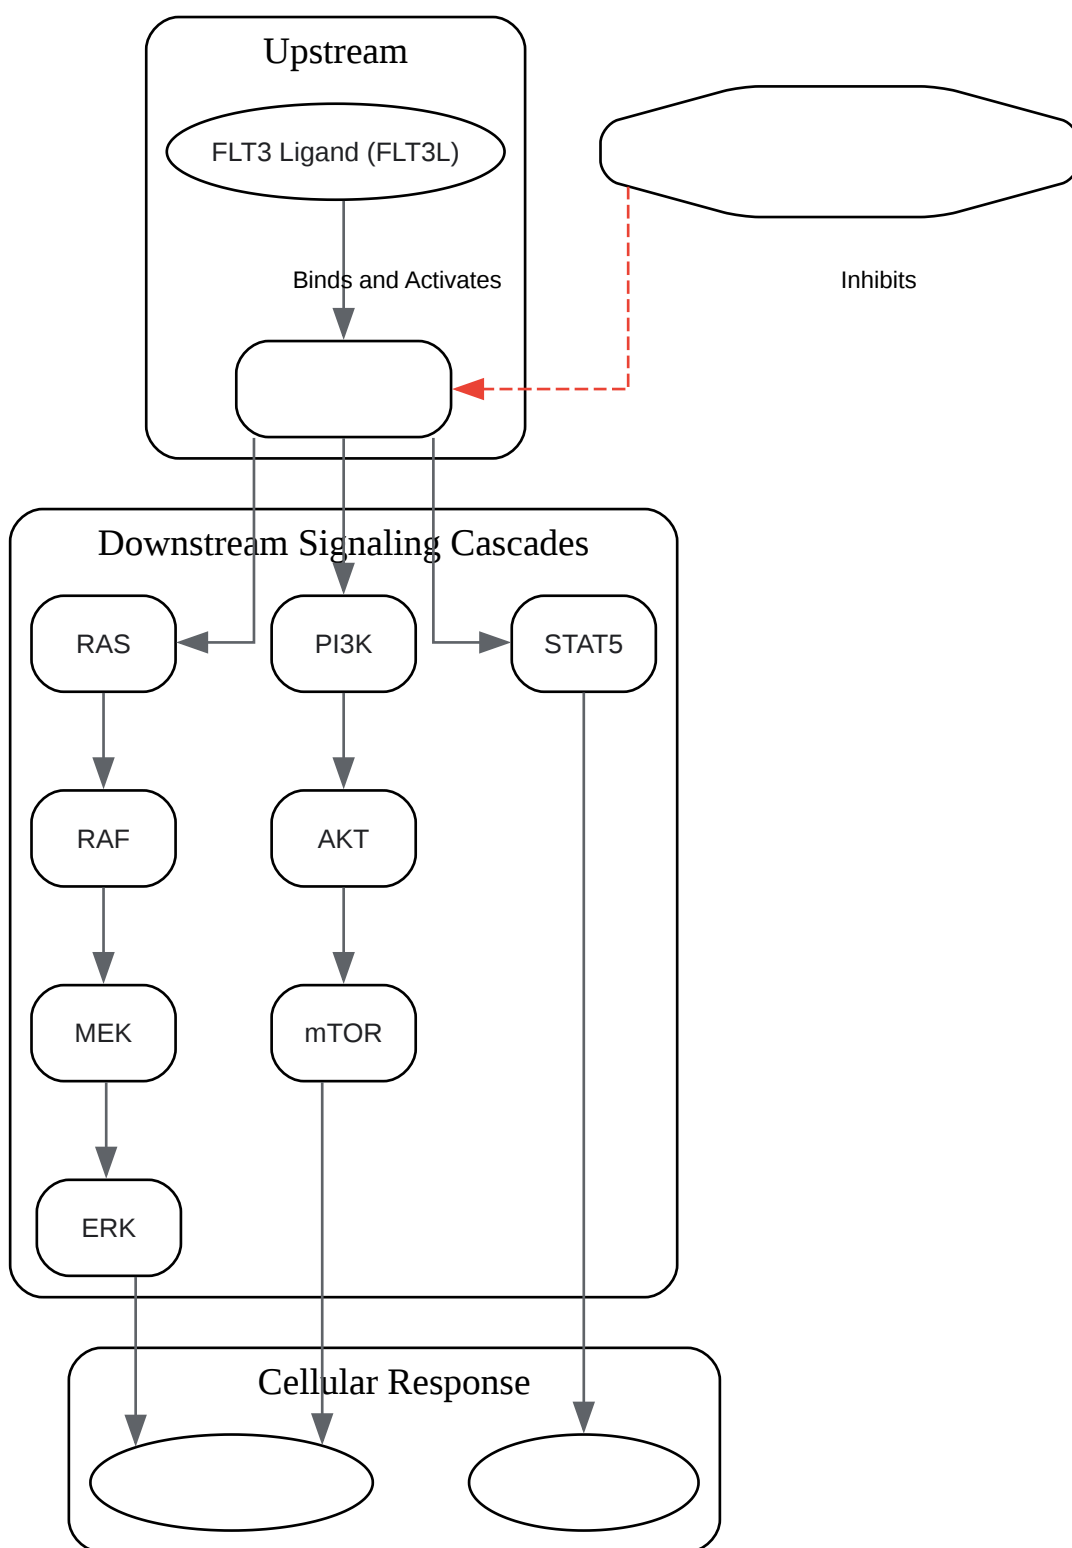 Upstream
FLT3 Ligand (FLT3L)
Binds and Activates
Inhibits
Downstream Signaling Cascades
RAS
PI3K
STAT5
RAF
AKT
MEK
mTOR
ERK
Cellular Response